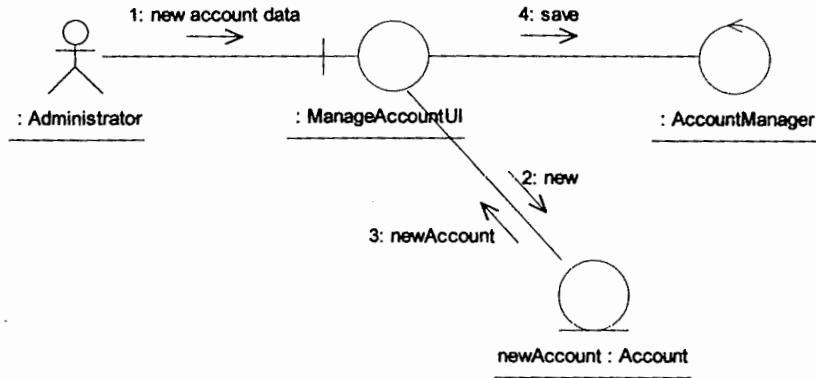 1: new account data
4: save
: Administrator
: ManageAccountUI
: AccountManager
2: new
3: newAccount
newAccount : Account